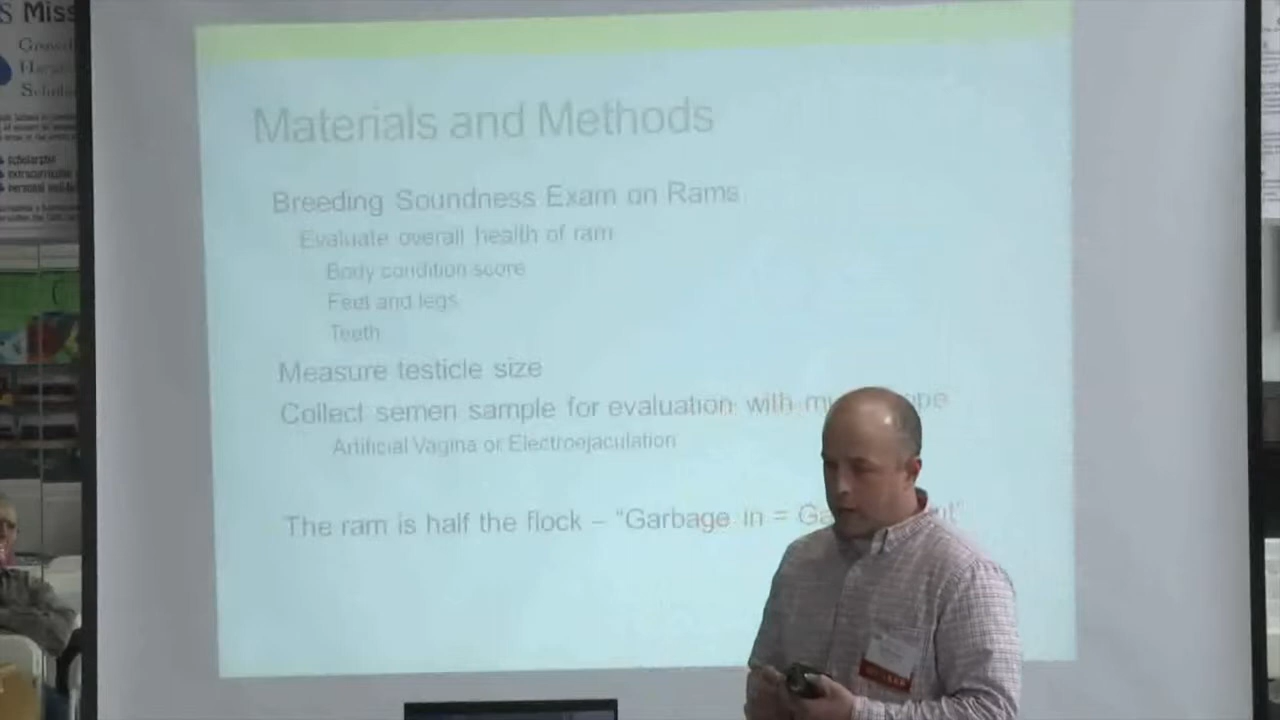 S Miss
Materials and Methods
Breeding Soundness Exam on Rams
Evaluate overall health of ram
Body condition score
Feet and legs
Teeth
Measure testicle size
Collect semen sample for evaluation with
Artificial Vagina or Electroejaculation
The ram is half the flock – "Garbage in =
scholarship